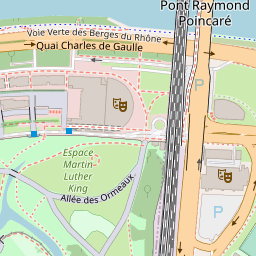 Pont Raymond
Poincaré
Voie Verte des Berges du Rhône
Quai Charles de Gaulle
P
Espace
Martin-
Luther
King
Allée des Ormeaux
P